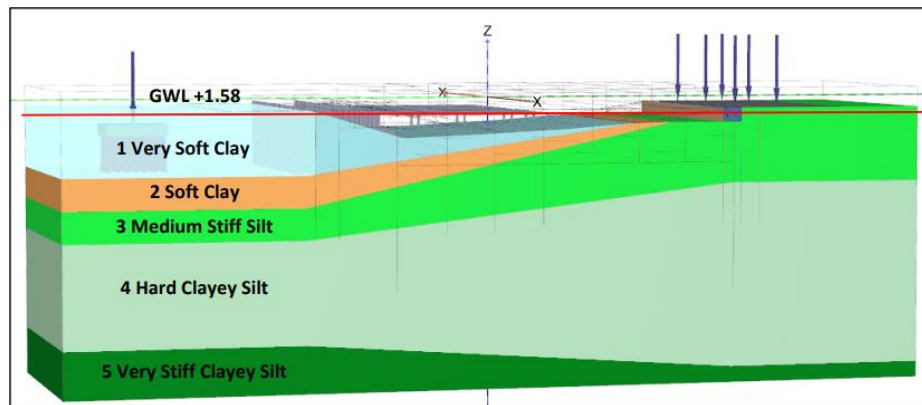 Z
GWL +1.58
Y
X
1 Very Soft Clay
2 Soft Clay
3 Medium Stiff Silt
4 Hard Clayey Silt
5 Very Stiff Clayey Silt